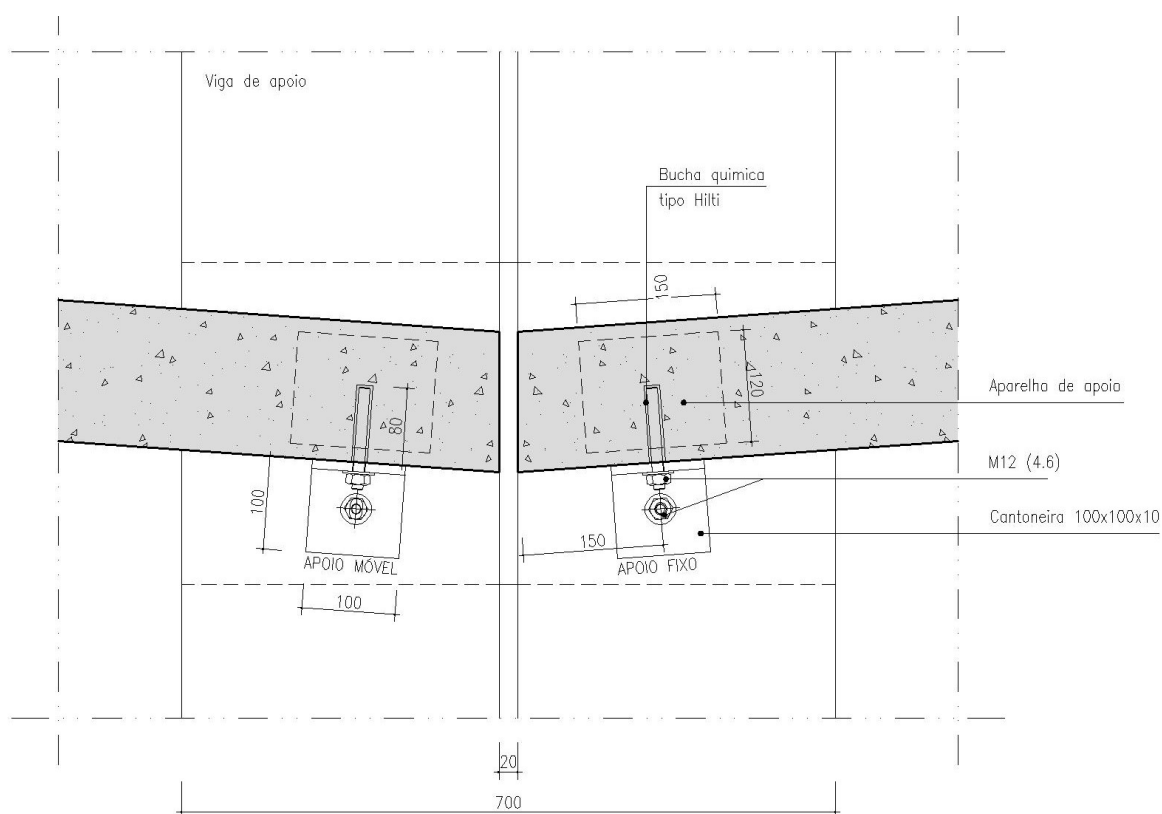 Viga de apoio
Bucha quimica
tipo Hilti
150
120
Aparelho de apoio
80
M12 (4.6)
100
Cantoneira 100x100x10
150
APOIO MÓVEL
APOIO FIXO
100
20
700